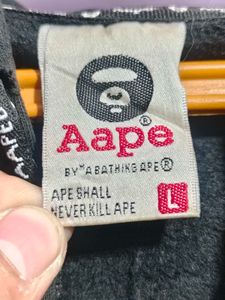 Aape®
BY *A BATHING APE®
APE SHALL
NEVER KILL APE
L